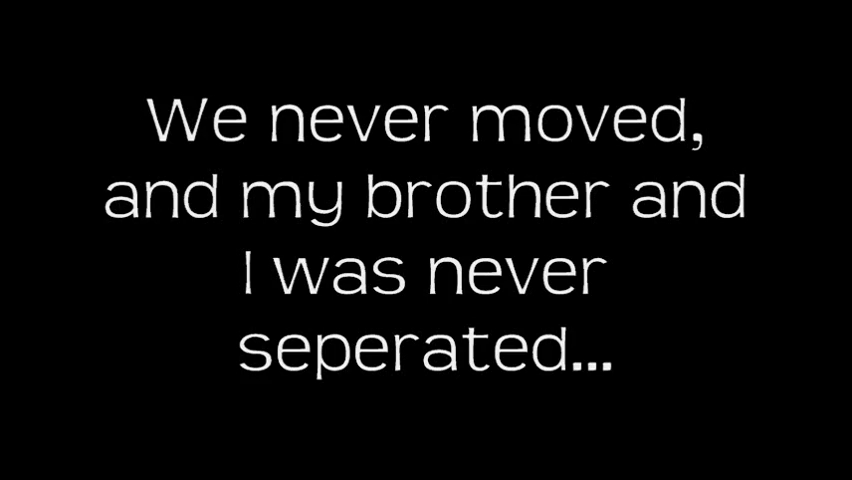 We never moved,
and my brother and
I was never
seperated...